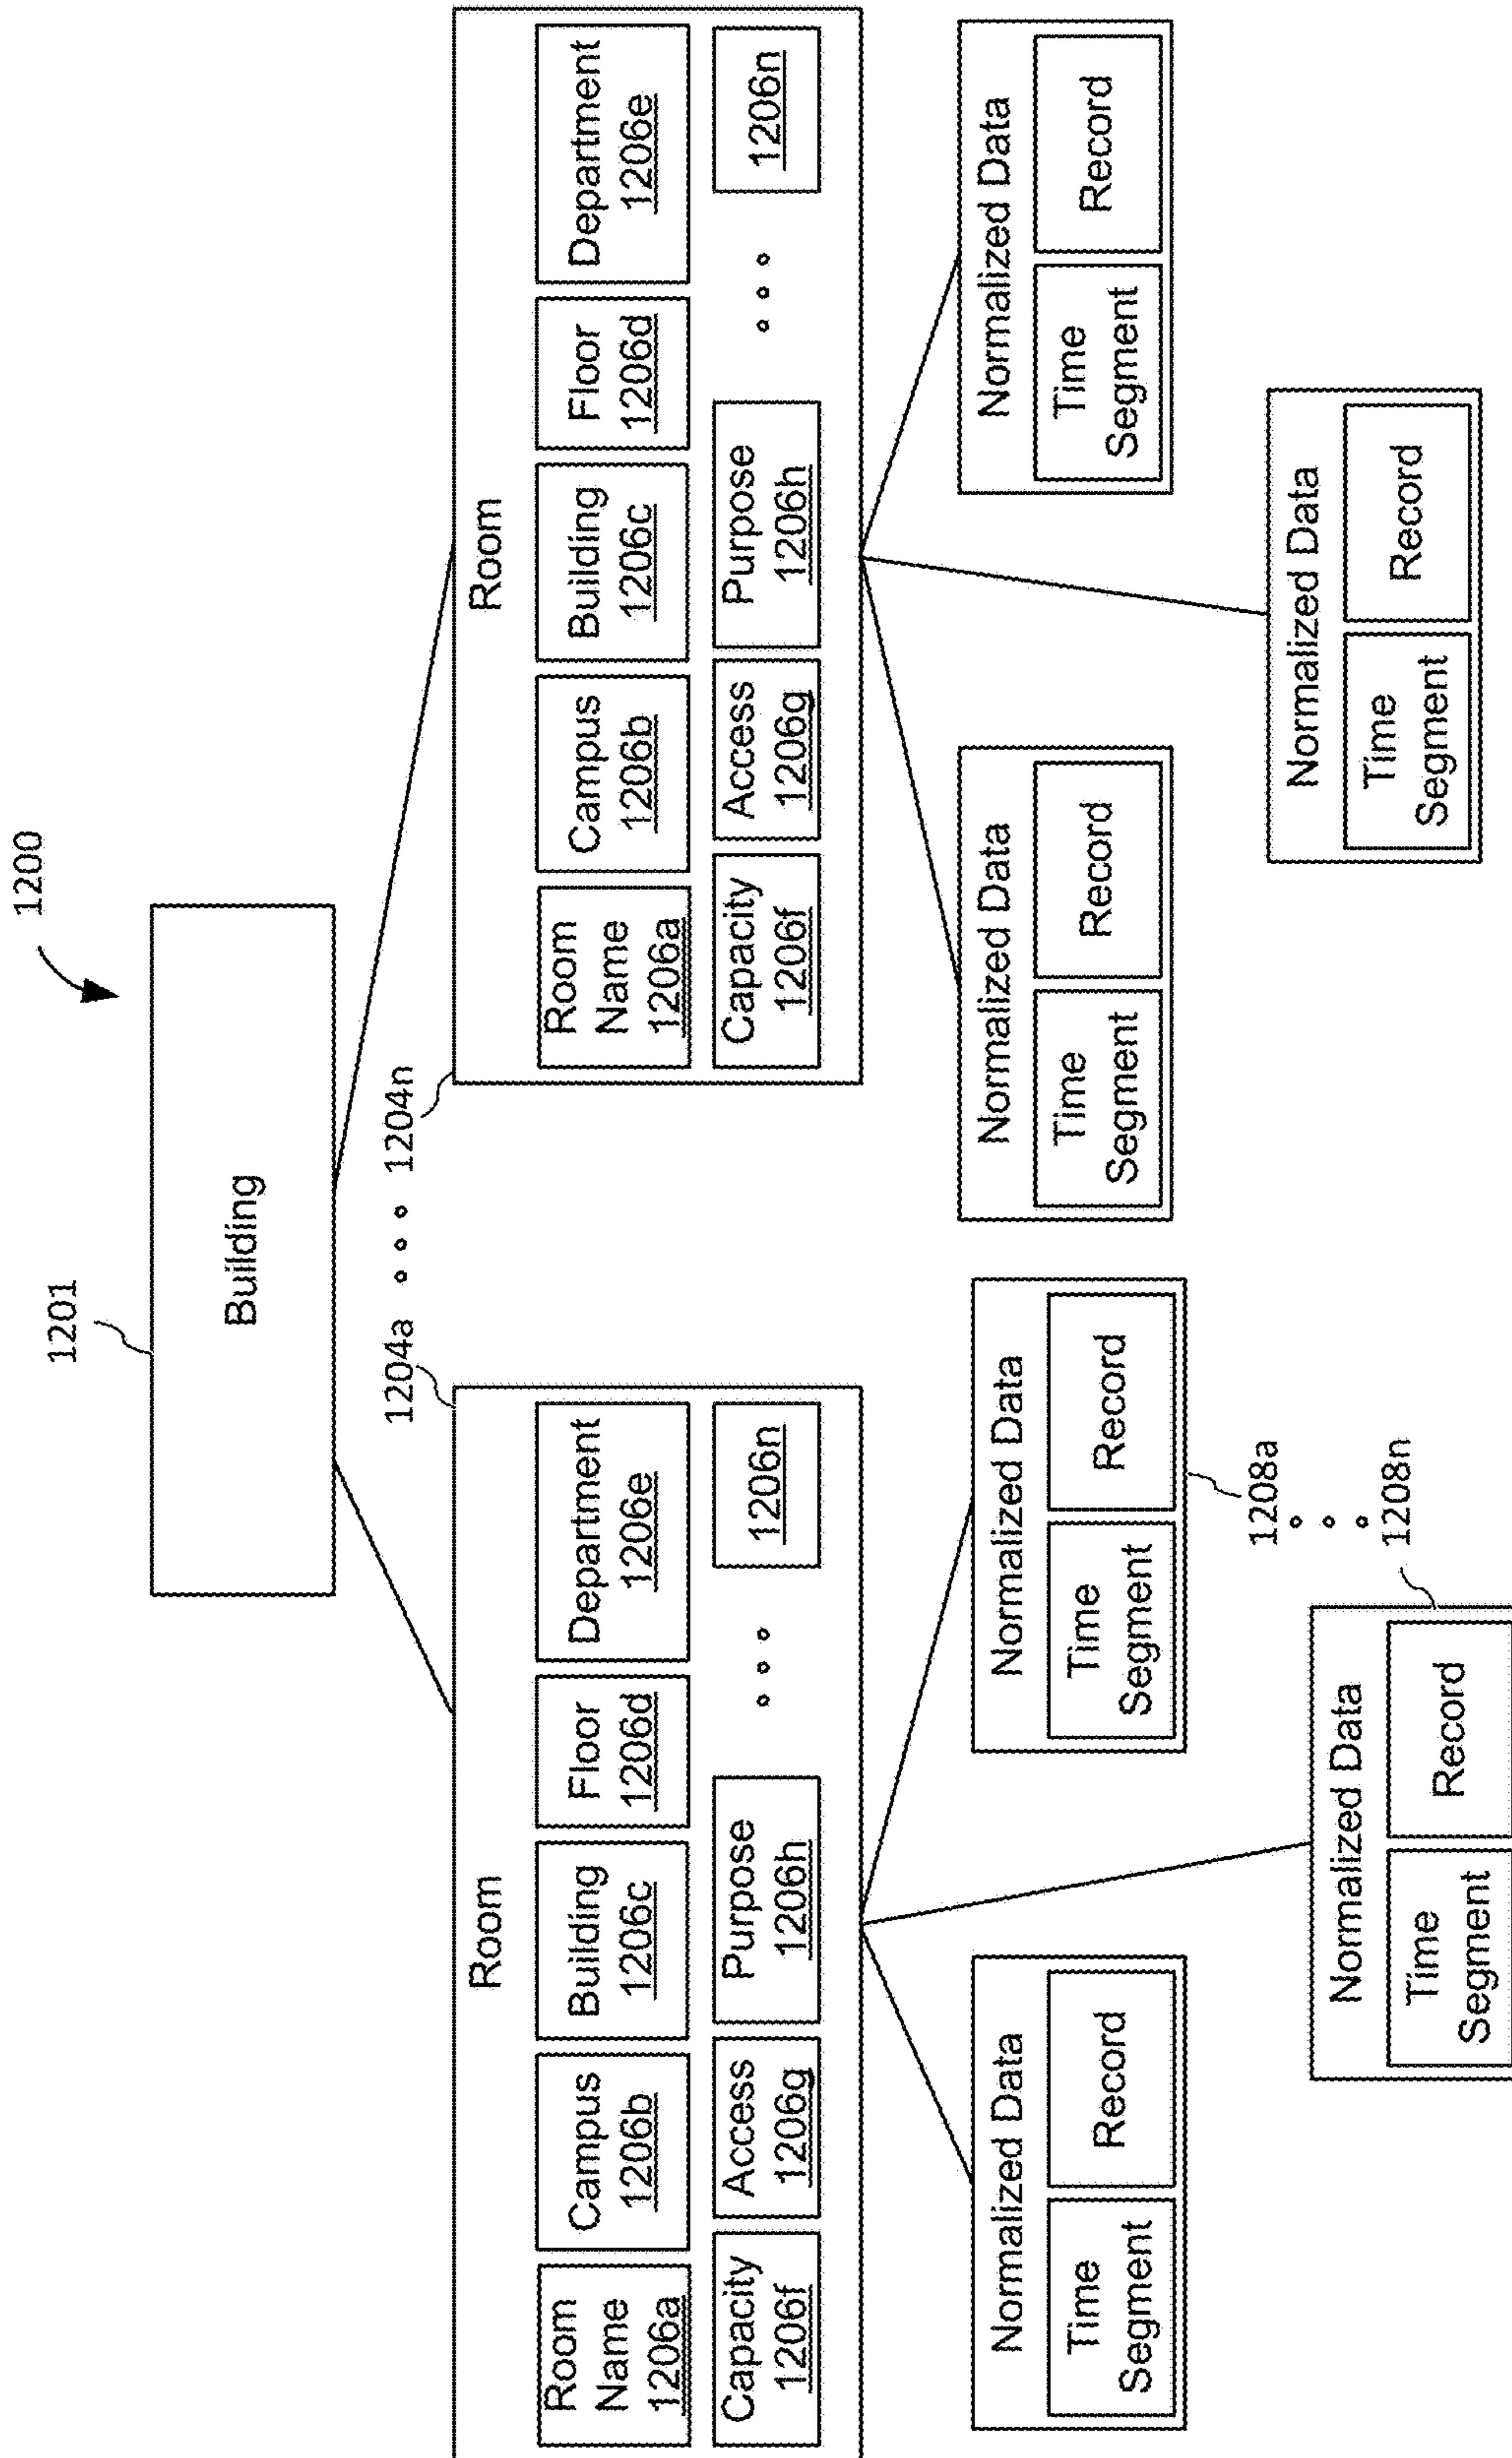 1200
1201
Building
1204a
1204n
Room
Room
Name
1206a
Campus
1206b
Building
1206c
Floor
1206d
Department
1206e
Capacity
1206f
Access
1206g
Purpose
1206h
1206n
Room
Room
Name
1206a
Campus
1206b
Building
1206c
Floor
1206d
Department
1206e
Capacity
1206f
Access
1206g
Purpose
1206h
1206n
Normalized Data
Time
Segment
Record
Normalized Data
Time
Segment
Record
1208a
1208n
Normalized Data
Time
Segment
Record
Normalized Data
Time
Segment
Record
Normalized Data
Time
Segment
Record
Normalized Data
Time
Segment
Record